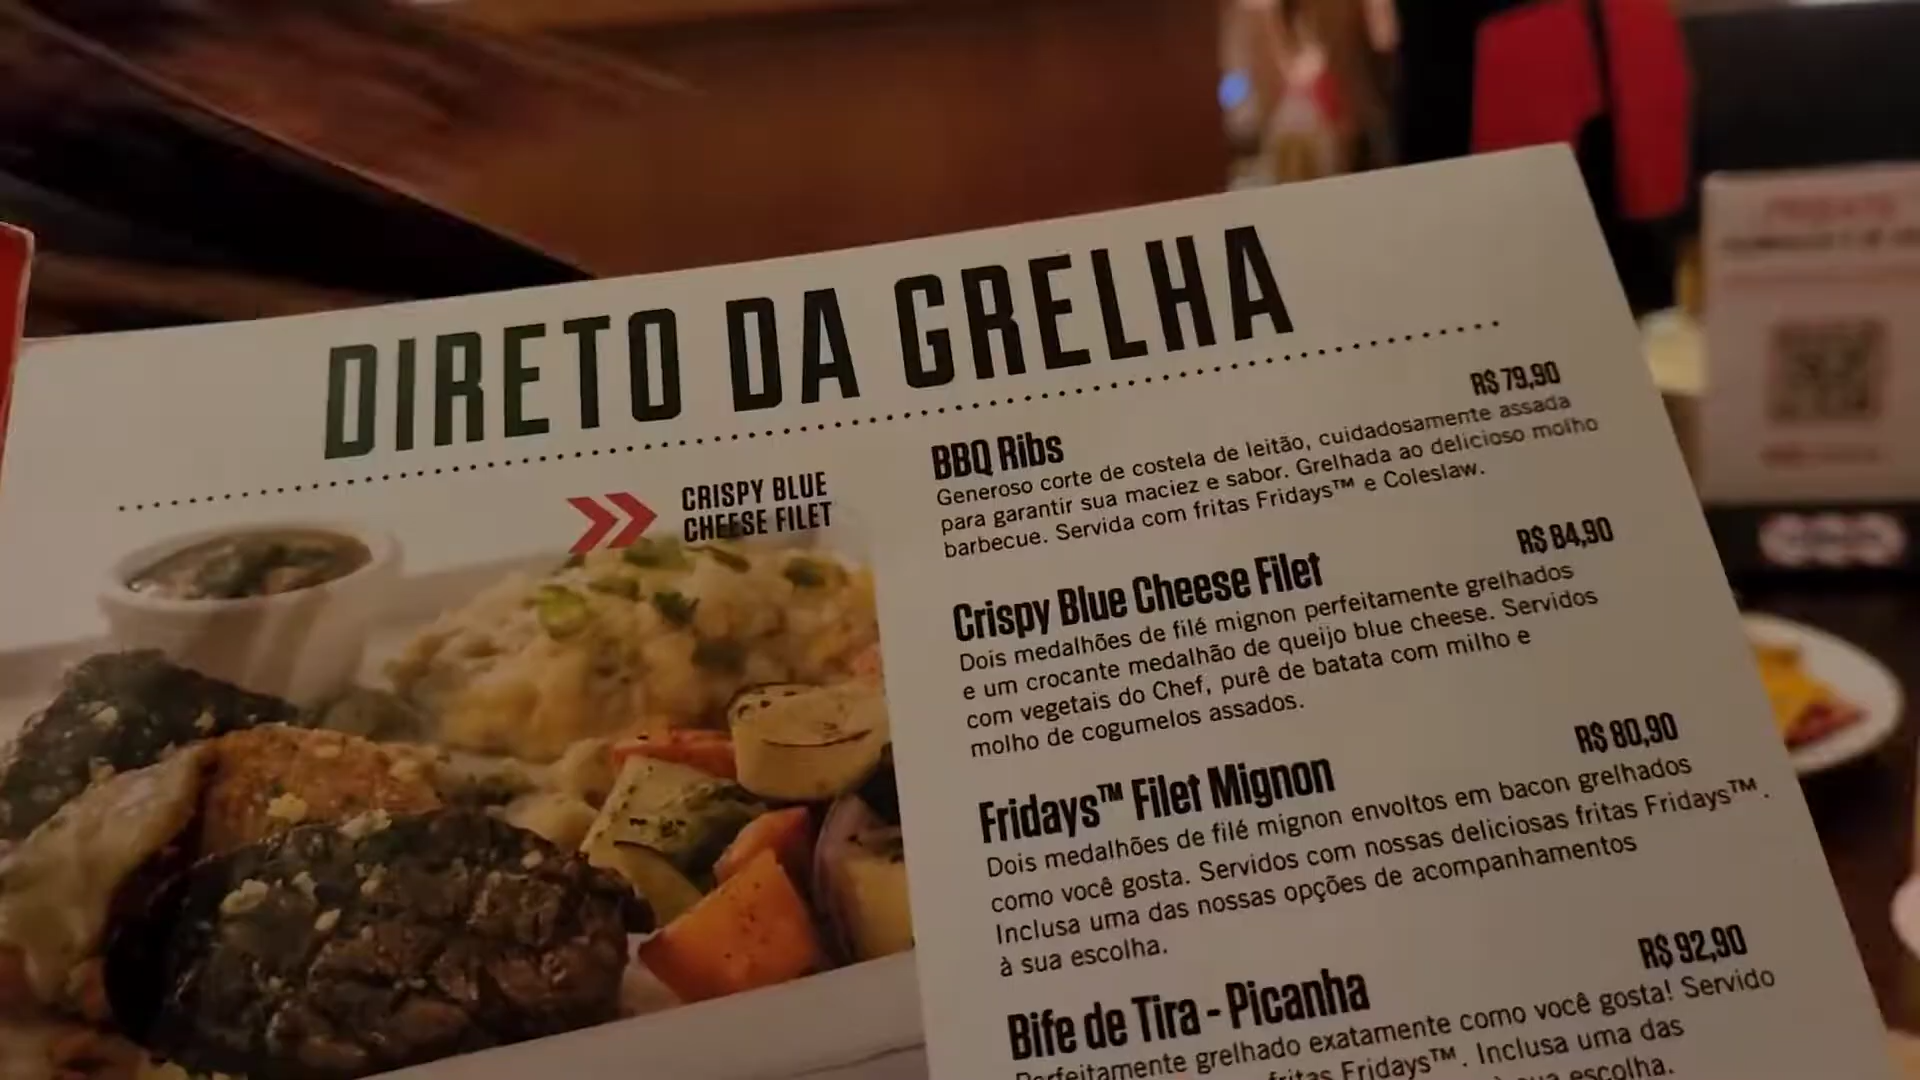 DIRETO DA GRELHA
CRISPY BLUE
CHEESE FILET
R$ 79,90
BBQ Ribs
Generoso corte de costela de leitão, cuidadosamente assada
para garantir sua maciez e sabor. Grelhada ao delicioso molho
barbecue. Servida com fritas Fridays™ e Coleslaw.
R$ 84,90
Crispy Blue Cheese Filet
Dois medalhões de filé mignon perfeitamente grelhados
e um crocante medalhão de queijo blue cheese. Servidos
com vegetais do Chef, purê de batata com milho e
molho de cogumelos assados.
R$ 80,90
Fridays™ Filet Mignon
Dois medalhões de filé mignon envoltos em bacon grelhados
como você gosta. Servidos com nossas deliciosas fritas Fridays™.
Inclusa uma das nossas opções de acompanhamentos
à sua escolha.
R$ 92,90
Bife de Tira - Picanha
Perfeitamente grelhado exatamente como você gosta! Servido
fritas Fridays™. Inclusa uma das
sua escolha.